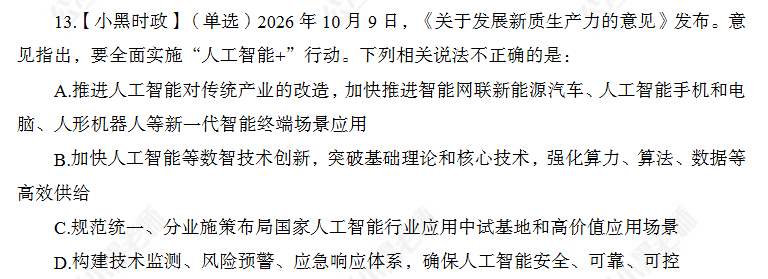 13.【小黑时政】（单选）2026 年 10 月 9 日，《关于发展新质生产力的意见》发布。意
见指出，要全面实施“人工智能+”行动。下列相关说法不正确的是：
A.推进人工智能对传统产业的改造，加快推进智能网联新能源汽车、人工智能手机和电
脑、人形机器人等新一代智能终端场景应用
B.加快人工智能等数智技术创新，突破基础理论和核心技术，强化算力、算法、数据等
高效供给
C.规范统一、分业施策布局国家人工智能行业应用中试基地和高价值应用场景
D.构建技术监测、风险预警、应急响应体系，确保人工智能安全、可靠、可控